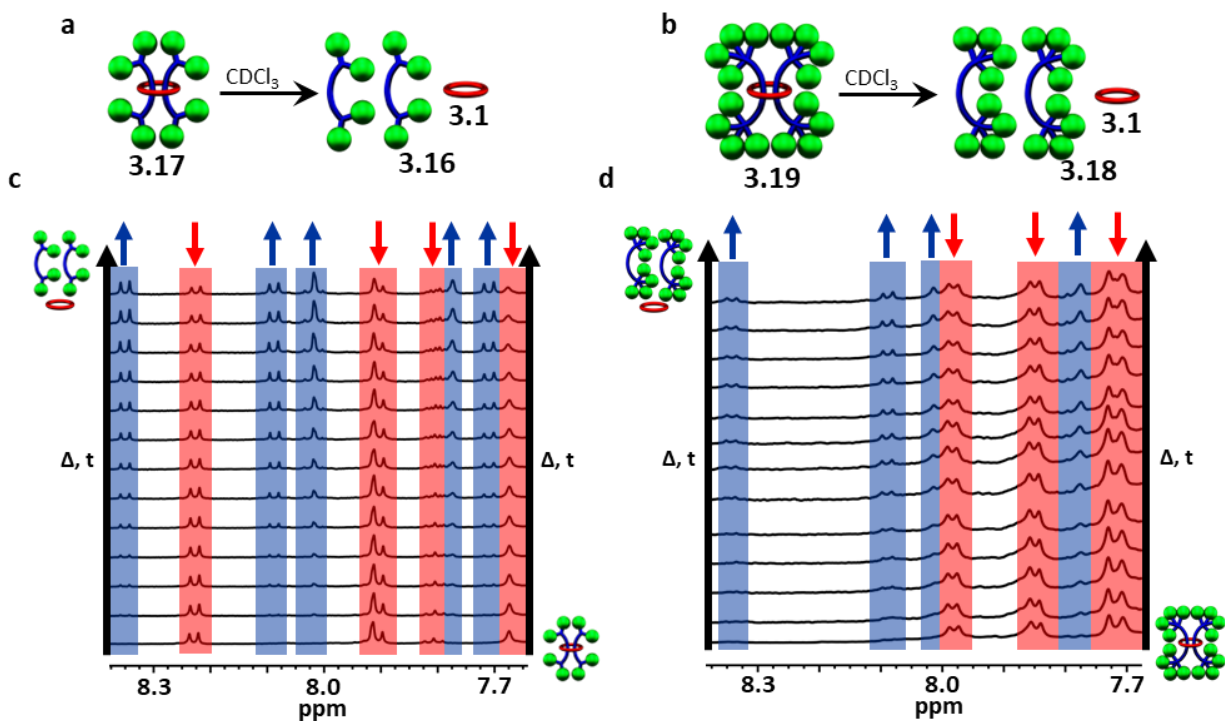 a
CDCl₃
3.17
3.16
3.1
b
CDCl₃
3.19
3.18
3.1
c
Δ, t
Δ, t
8.3
8.0
7.7
ppm
d
Δ, t
Δ, t
8.3
8.0
7.7
ppm